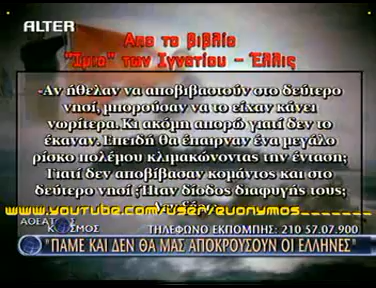 ALTER
Απο το βιβλίο
"Ιμια" των Ιγνατίου - Έλλις
-Αν ήθελαν να αποβιβαστούν στο δεύτερο
νησί, μπορούσαν να το είχαν κάνει
νωρίτερα. Κι ακόμη απορώ γιατί δεν το
έκαναν. Επειδή θα έπαιρναν ένα μεγάλο
ρίσκο πολέμου κλιμακώνοντας την ένταση;
Γιατί δεν αποβίβασαν κομάντος και στο
δεύτερο νησί ;Ήταν δίοδος διαφυγής τους;
www.youtube.com/user/euonymos
ΑΘΕΑΤΟΣ
ΚΟΣΜΟΣ
ΤΗΛΕΦΩΝΟ ΕΚΠΟΜΠΗΣ: 210 57.07.900
"ΠΑΜΕ ΚΑΙ ΔΕΝ ΘΑ ΜΑΣ ΑΠΟΚΡΟΥΣΟΥΝ ΟΙ ΕΛΛΗΝΕΣ"